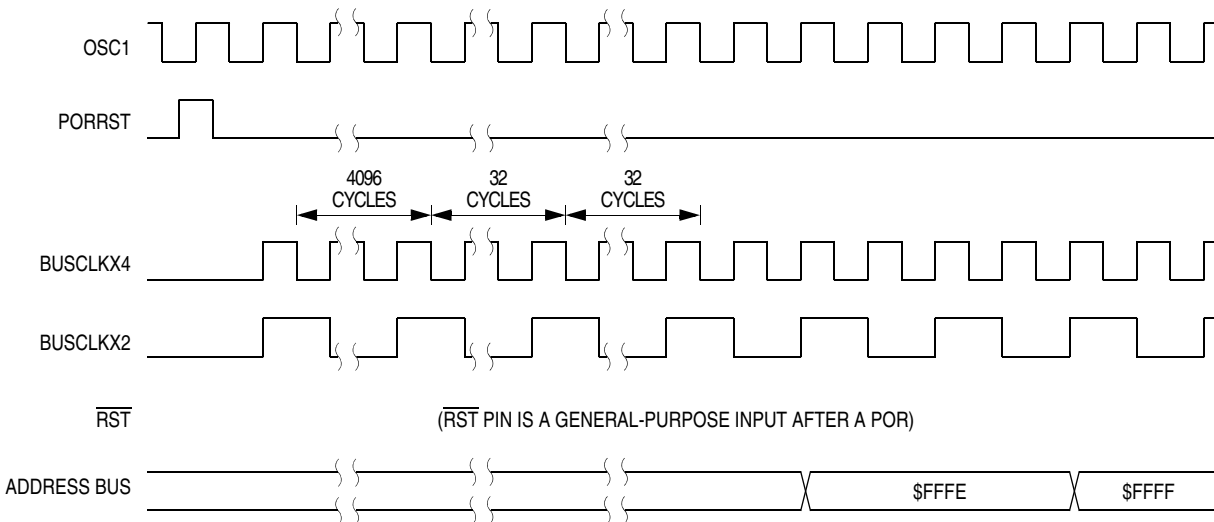 OSC1
PORRST
4096
CYCLES
32
CYCLES
32
CYCLES
BUSCLKX4
BUSCLKX2
RST
(RST PIN IS A GENERAL-PURPOSE INPUT AFTER A POR)
ADDRESS BUS
$FFFE
$FFFF